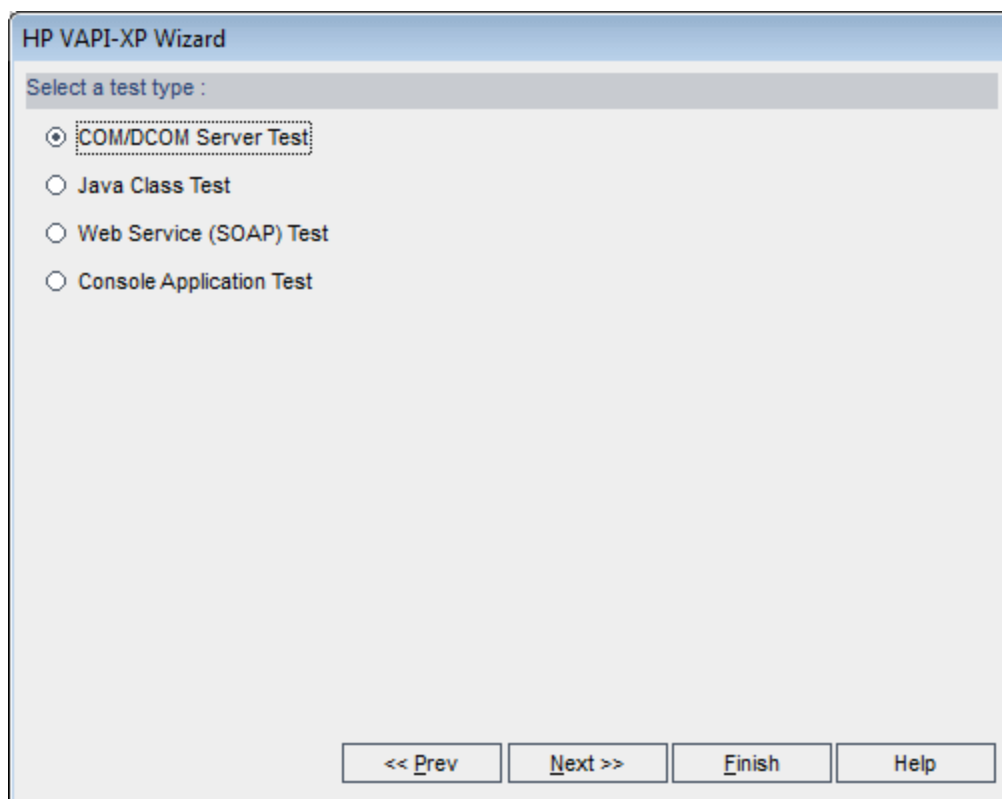 HP VAPI-XP Wizard
Select a test type :
COM/DCOM Server Test
Java Class Test
Web Service (SOAP) Test
Console Application Test
<< Prev Next >> Finish Help